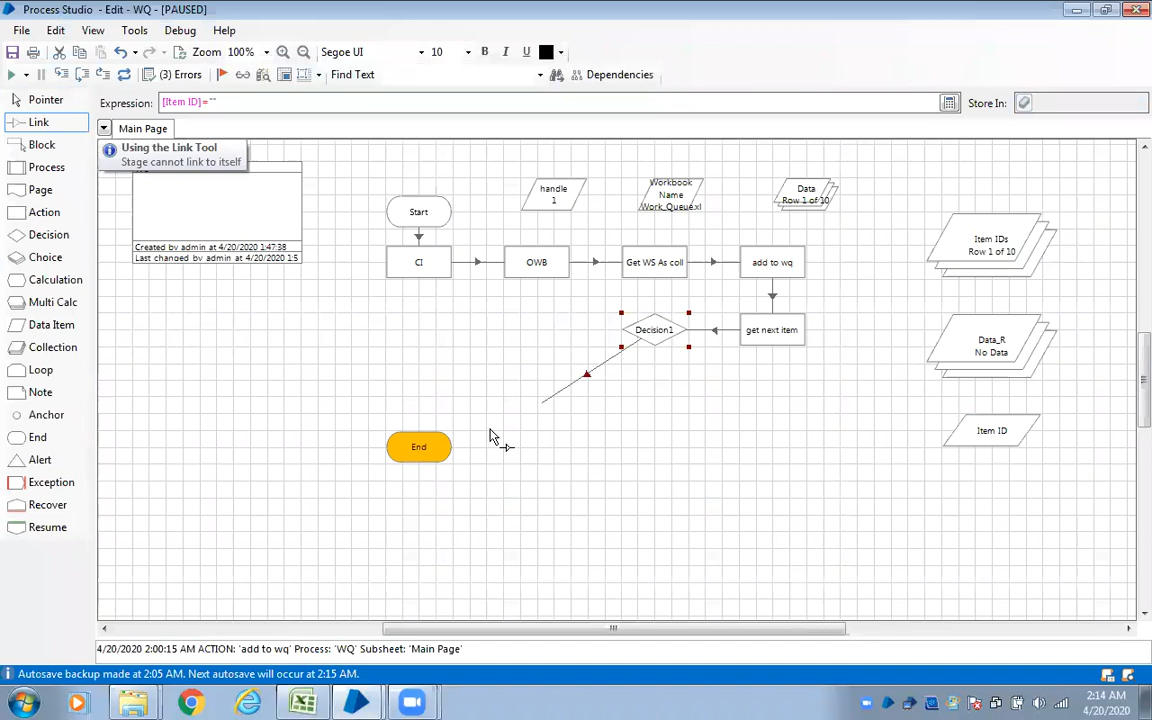 Process Studio - Edit - WQ - [PAUSED]
File Edit View Tools Debug Help
Zoom 100% Segoe UI 10 B I U
(3) Errors Find Text Dependencies
Expression: [Item ID]="" Store In:
Main Page
Using the Link Tool
Stage cannot link to itself
Pointer
Link
Block
Process
Page
Action
Decision
Choice
Calculation
Multi Calc
Data Item
Collection
Loop
Note
Anchor
End
Alert
Exception
Recover
Resume
Created by admin at 4/20/2020 1:47:38
Last changed by admin at 4/20/2020 1:5
handle
1
Workbook
Name
Work_Queue.xl
Data
Row 1 of 10
Start
CI
OWB
Get WS As coll
add to wq
Item IDs
Row 1 of 10
Decision1
get next item
Data_R
No Data
Item ID
End
4/20/2020 2:00:15 AM ACTION: 'add to wq' Process: 'WQ' Subsheet: 'Main Page'
Autosave backup made at 2:05 AM. Next autosave will occur at 2:15 AM.
2:14 AM
4/20/2020